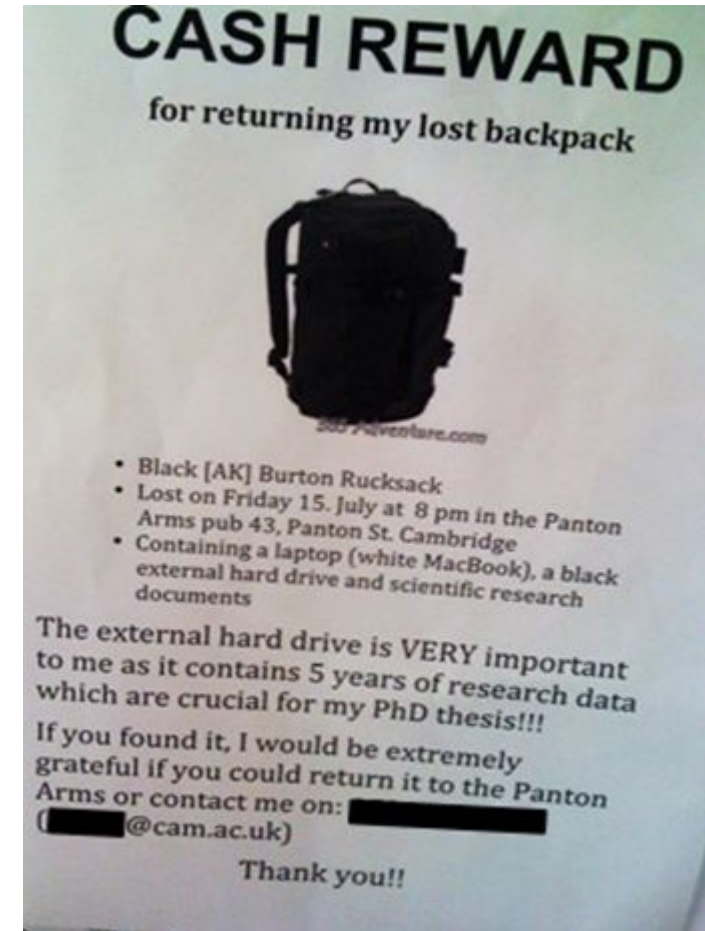 CASH REWARD
for returning my lost backpack
365 Adventure.com
• Black [AK] Burton Rucksack
• Lost on Friday 15. July at 8 pm in the Panton
Arms pub 43, Panton St. Cambridge
• Containing a laptop (white MacBook), a black
external hard drive and scientific research
documents
The external hard drive is VERY important
to me as it contains 5 years of research data
which are crucial for my PhD thesis!!!
If you found it, I would be extremely
grateful if you could return it to the Panton
Arms or contact me on:
( @cam.ac.uk)
Thank you!!